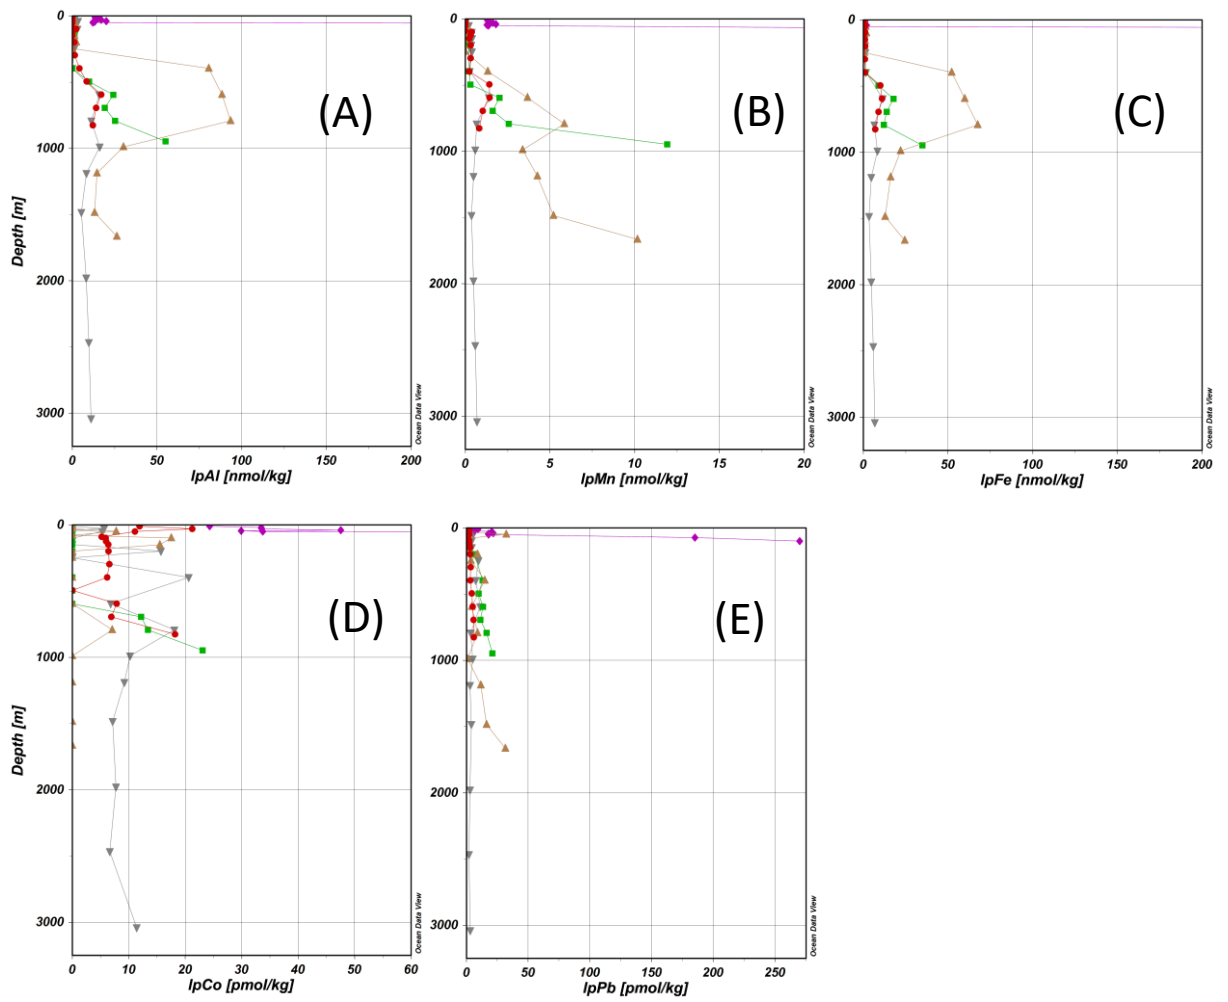 0
1000
2000
3000
Depth [m]
(A)
Ocean Data View
0 50 100 150 200
lpAl [nmol/kg]
0
1000
2000
3000
(B)
Ocean Data View
0 5 10 15 20
lpMn [nmol/kg]
0
1000
2000
3000
(C)
Ocean Data View
0 50 100 150 200
lpFe [nmol/kg]
0
1000
2000
3000
Depth [m]
(D)
Ocean Data View
0 10 20 30 40 50 60
lpCo [pmol/kg]
0
1000
2000
3000
(E)
Ocean Data View
0 50 100 150 200 250
lpPb [pmol/kg]